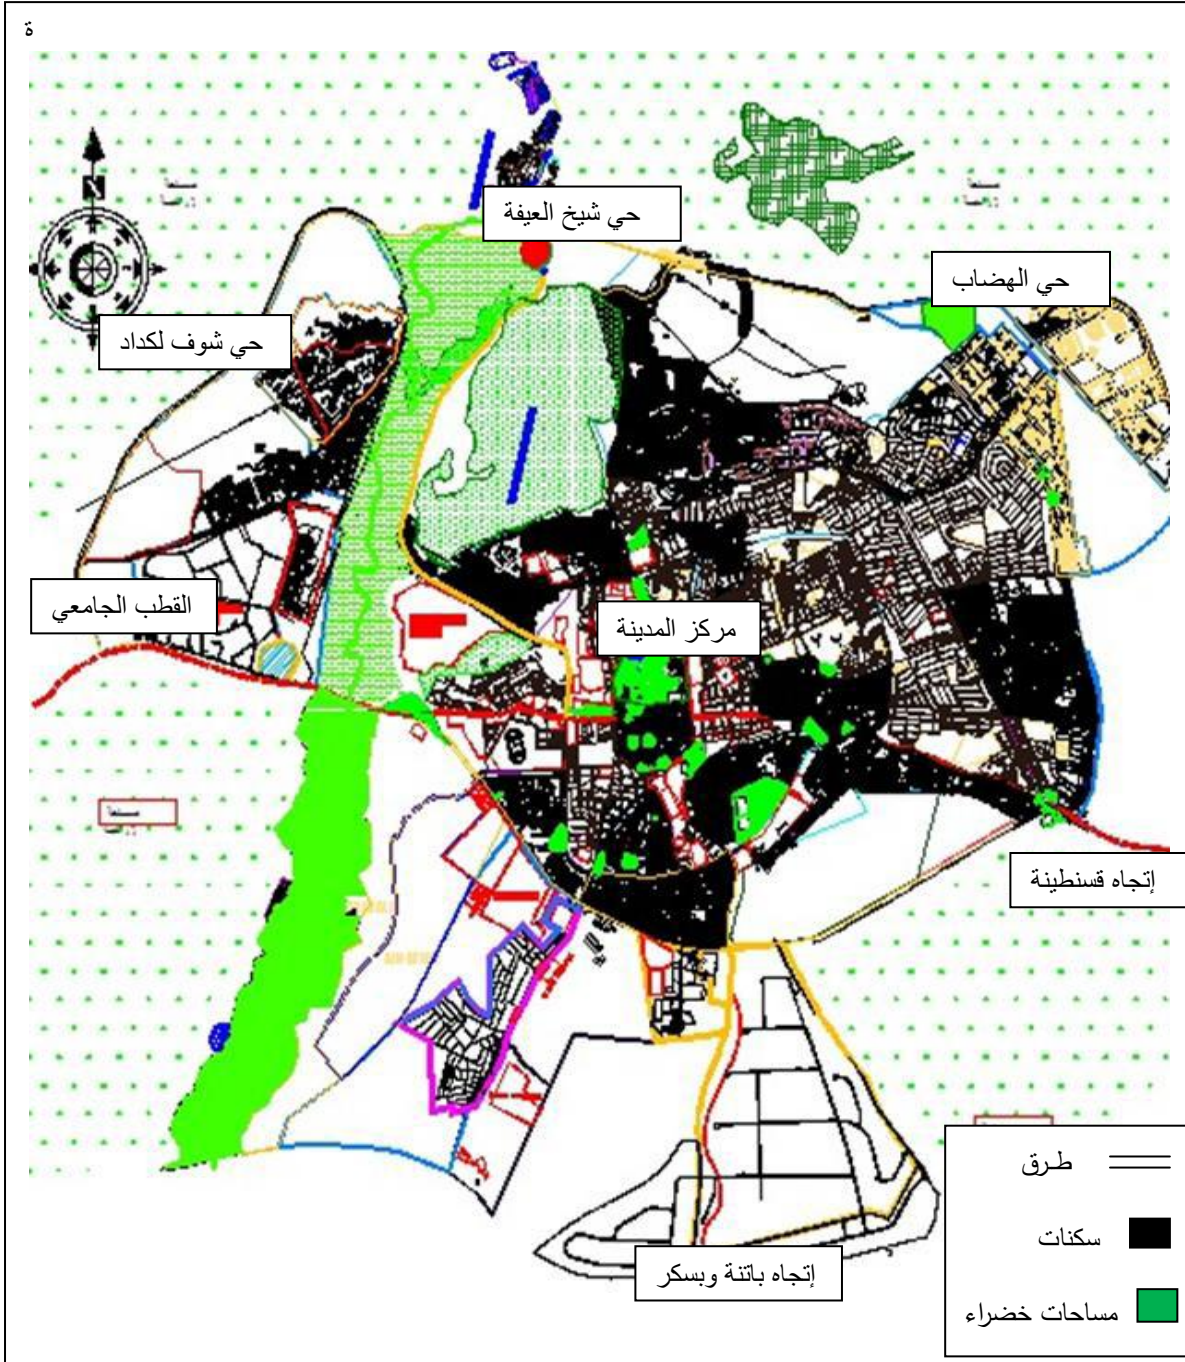 ة
حي شيخ العيفة
حي الهضاب
حي شوف لكداد
القطب الجامعي
مركز المدينة
إتجاه قسنطينة
إتجاه باتنة وبسكر
طرق
سكنات
مساحات خضراء